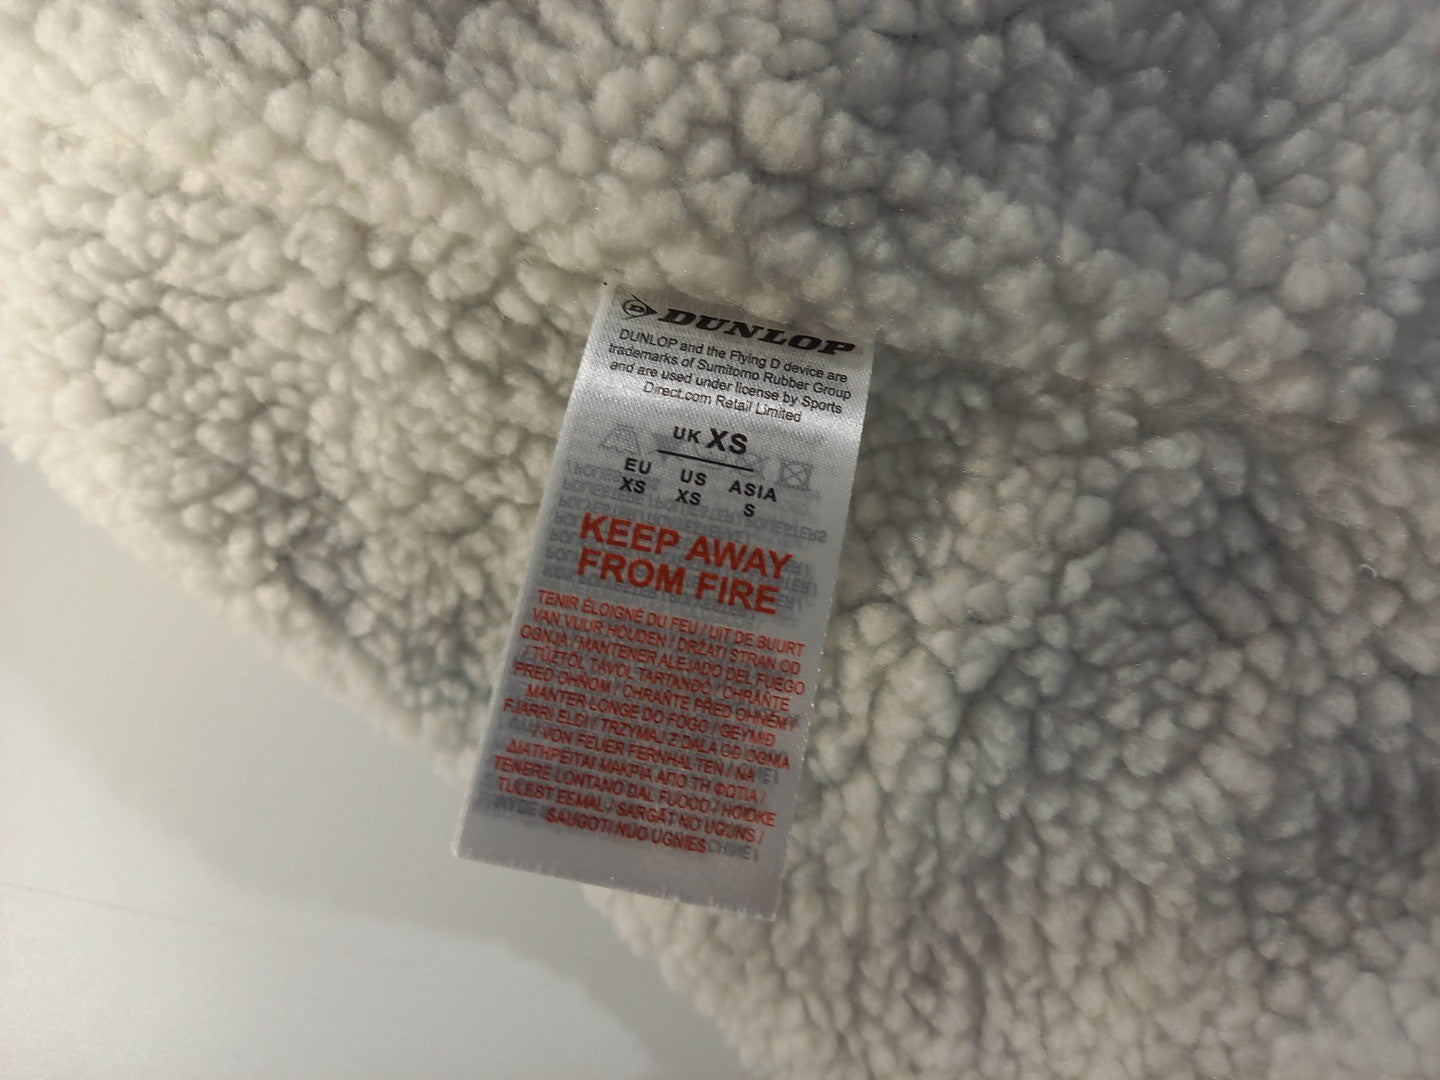 DUNLOP
DUNLOP and the Flying D device are
trademarks of Sumitomo Rubber Group
and are used under license by Sports
Direct.com Retail Limited
UK XS
EU US ASIA
XS XS S
KEEP AWAY
FROM FIRE
TENIR ÉLOIGNÉ DU FEU / UIT DE BUURT
VAN VUUR HOUDEN / DRŽATI STRAN OD
OGNJA / MANTENER ALEJADO DEL FUEGO
/ TŰZTŐL TÁVOL TARTANDÓ / CHRÁŇTE
PRED OHŇOM / CHRAŇTE PŘED OHNĚM /
MANTER LONGE DO FOGO / GEYMIÐ
FJARRI ELDI / TRZYMAJ Z DALA OD OGNIA
/ VON FEUER FERNHALTEN / ΝΑ
ΔΙΑΤΗΡΕΙΤΑΙ ΜΑΚΡΙΑ ΑΠΟ ΤΗ ΦΩΤΙΑ /
TENERE LONTANO DAL FUOCO / HOIDKE
TULEST EEMAL / SARGĀT NO UGUNS /
SAUGOTI NUO UGNIES